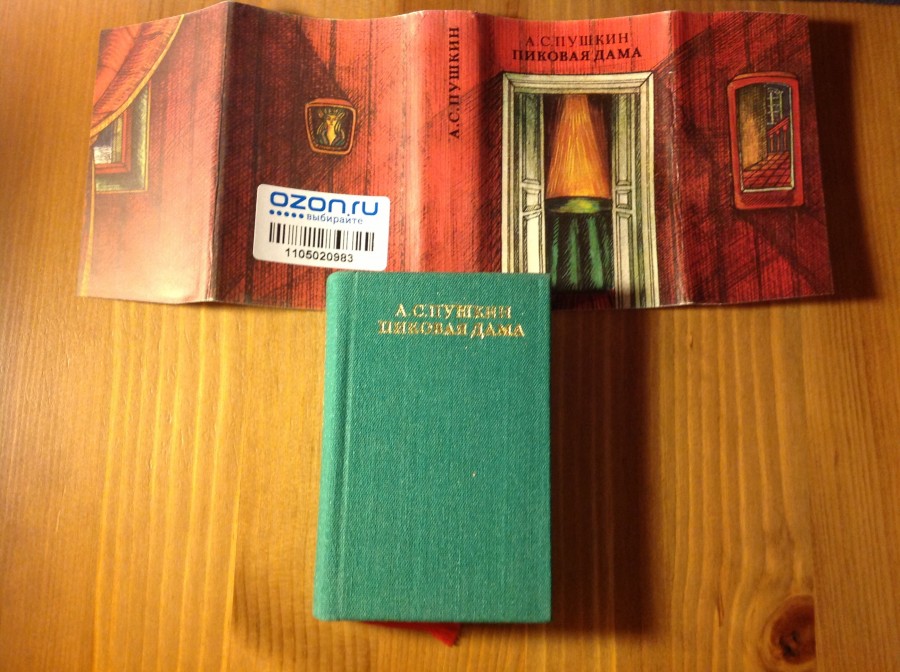 А.С.ПУШКИН
А.С.ПУШКИН
ПИКОВАЯ ДАМА
ozon.ru
выбирайте
1105020983
А.С.ПУШКИН
ПИКОВАЯ ДАМА